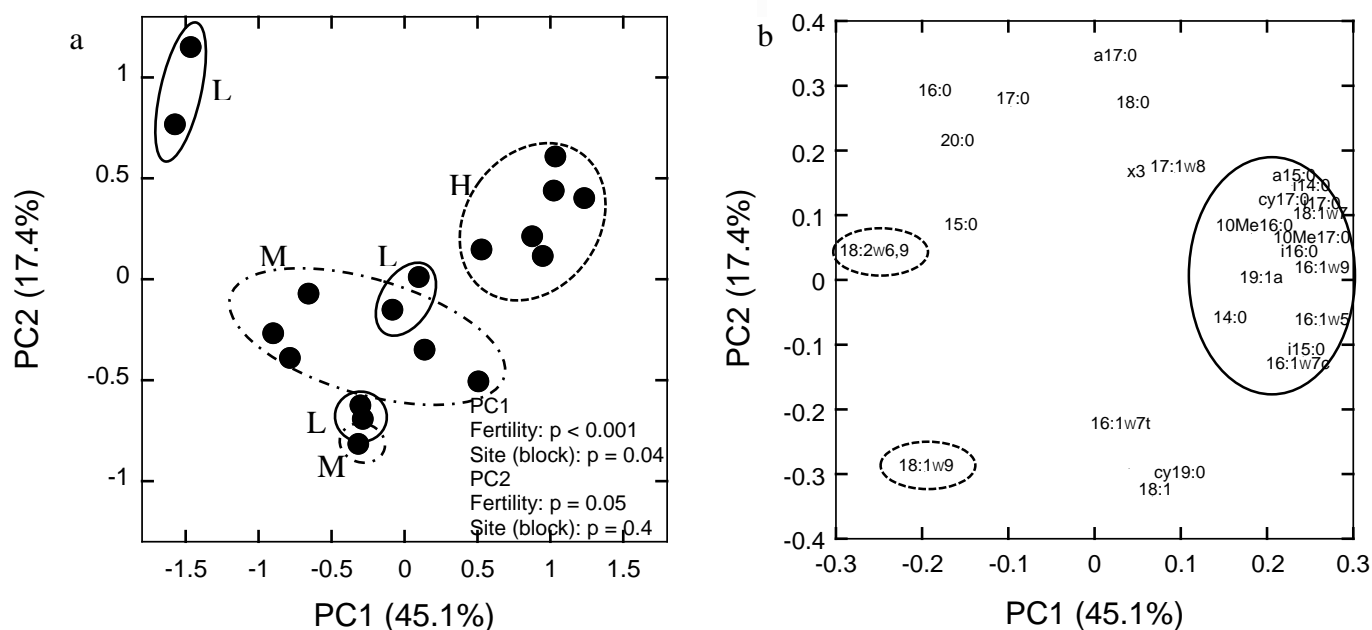 a
L
H
M
L
L
M
PC1
Fertility: p < 0.001
Site (block): p = 0.04
PC2
Fertility: p = 0.05
Site (block): p = 0.4
1
0.5
0
-0.5
-1
-1.5 -1 -0.5 0 0.5 1 1.5
PC2 (17.4%)
PC1 (45.1%)
b
0.4
0.3
0.2
0.1
0
-0.1
-0.2
-0.3
-0.4
a17:0
16:0
17:0
18:0
20:0
x3
17:1w8
15:0
18:2w6,9
a15:0
i14:0
cy17:0
i17:0
18:1w7
10Me16:0
10Me17:0
i16:0
16:1w9
19:1a
14:0
16:1w5
i15:0
16:1w7c
16:1w7t
18:1w9
cy19:0
18:1
-0.3 -0.2 -0.1 0 0.1 0.2 0.3
PC2 (17.4%)
PC1 (45.1%)